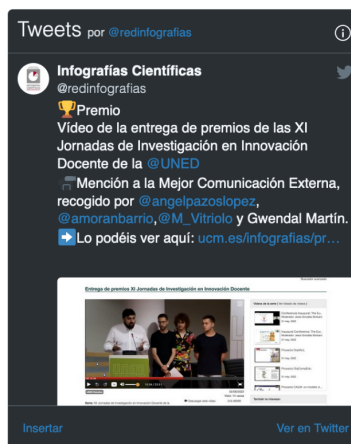 Tweets por @redinfografias
Infografías Científicas
@redinfografias
🏆Premio
Vídeo de la entrega de premios de las XI
Jornadas de Investigación en Innovación
Docente de la @UNED
Mención a la Mejor Comunicación Externa,
recogido por @angelpazoslopez,
@amoranbarrio,@M_Vitriolo y Gwendal Martín.
➡Lo podéis ver aquí: ucm.es/infografias/pr…
Entrega de premios XI Jornadas de Investigación en Innovación Docente
Insertar
Ver en Twitter